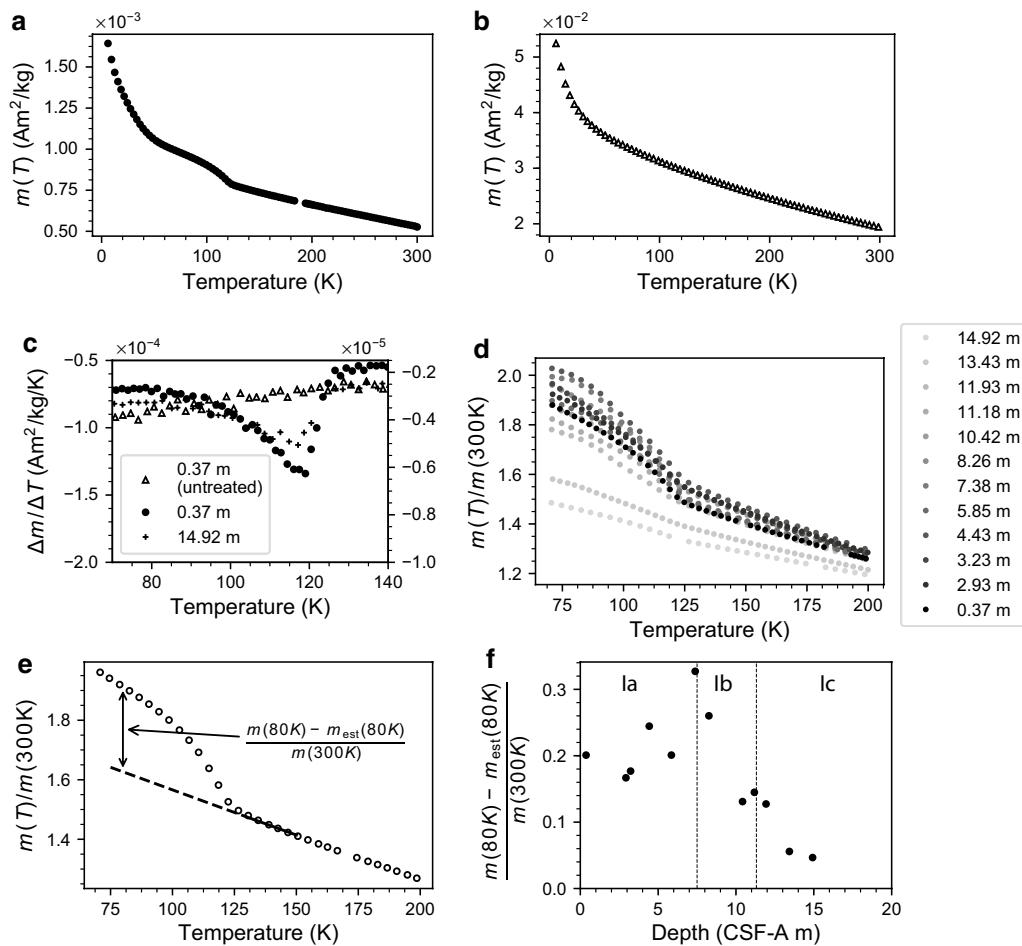 a
×10⁻³
m(T) (Am²/kg)
1.50
1.25
1.00
0.75
0.50
0
100
200
300
Temperature (K)
b
×10⁻²
m(T) (Am²/kg)
5
4
3
2
0
100
200
300
Temperature (K)
c
×10⁻⁴
×10⁻⁵
Δm/ΔT (Am²/kg/K)
−0.5
−1.0
−1.5
−2.0
−0.2
−0.4
−0.6
−0.8
−1.0
0.37 m
(untreated)
0.37 m
14.92 m
80
100
120
140
Temperature (K)
d
m(T)/m(300K)
2.0
1.8
1.6
1.4
1.2
75
100
125
150
175
200
Temperature (K)
14.92 m
13.43 m
11.93 m
11.18 m
10.42 m
8.26 m
7.38 m
5.85 m
4.43 m
3.23 m
2.93 m
0.37 m
e
m(T)/m(300K)
1.8
1.6
1.4
m(80K) − mest(80K)
m(300K)
75
100
125
150
175
200
Temperature (K)
f
m(80K) − mest(80K)
m(300K)
0.3
0.2
0.1
0.0
Ia
Ib
Ic
0
5
10
15
20
Depth (CSF-A m)